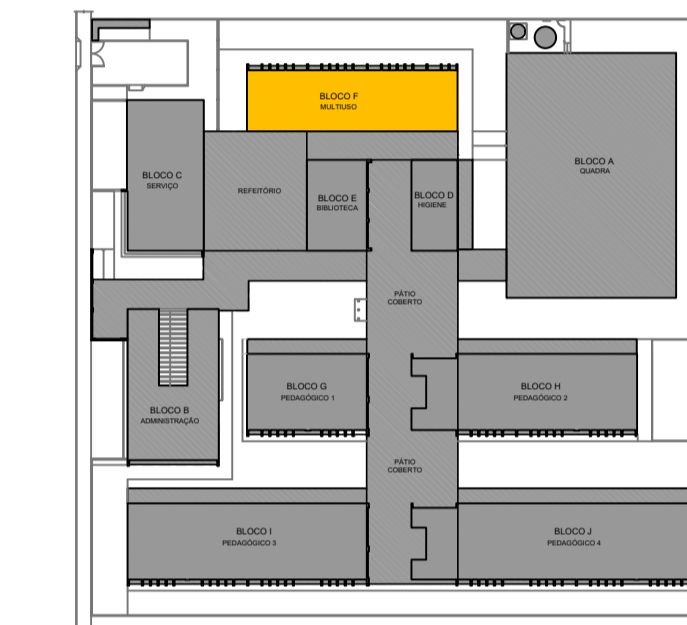 BLOCO F
MULTIUSO
BLOCO A
QUADRA
BLOCO C
SERVIÇO
REFEITÓRIO
BLOCO E
BIBLIOTECA
BLOCO D
HIGIENE
PÁTIO
COBERTO
BLOCO G
PEDAGÓGICO 1
BLOCO H
PEDAGÓGICO 2
BLOCO B
ADMINISTRAÇÃO
PÁTIO
COBERTO
BLOCO I
PEDAGÓGICO 3
BLOCO J
PEDAGÓGICO 4